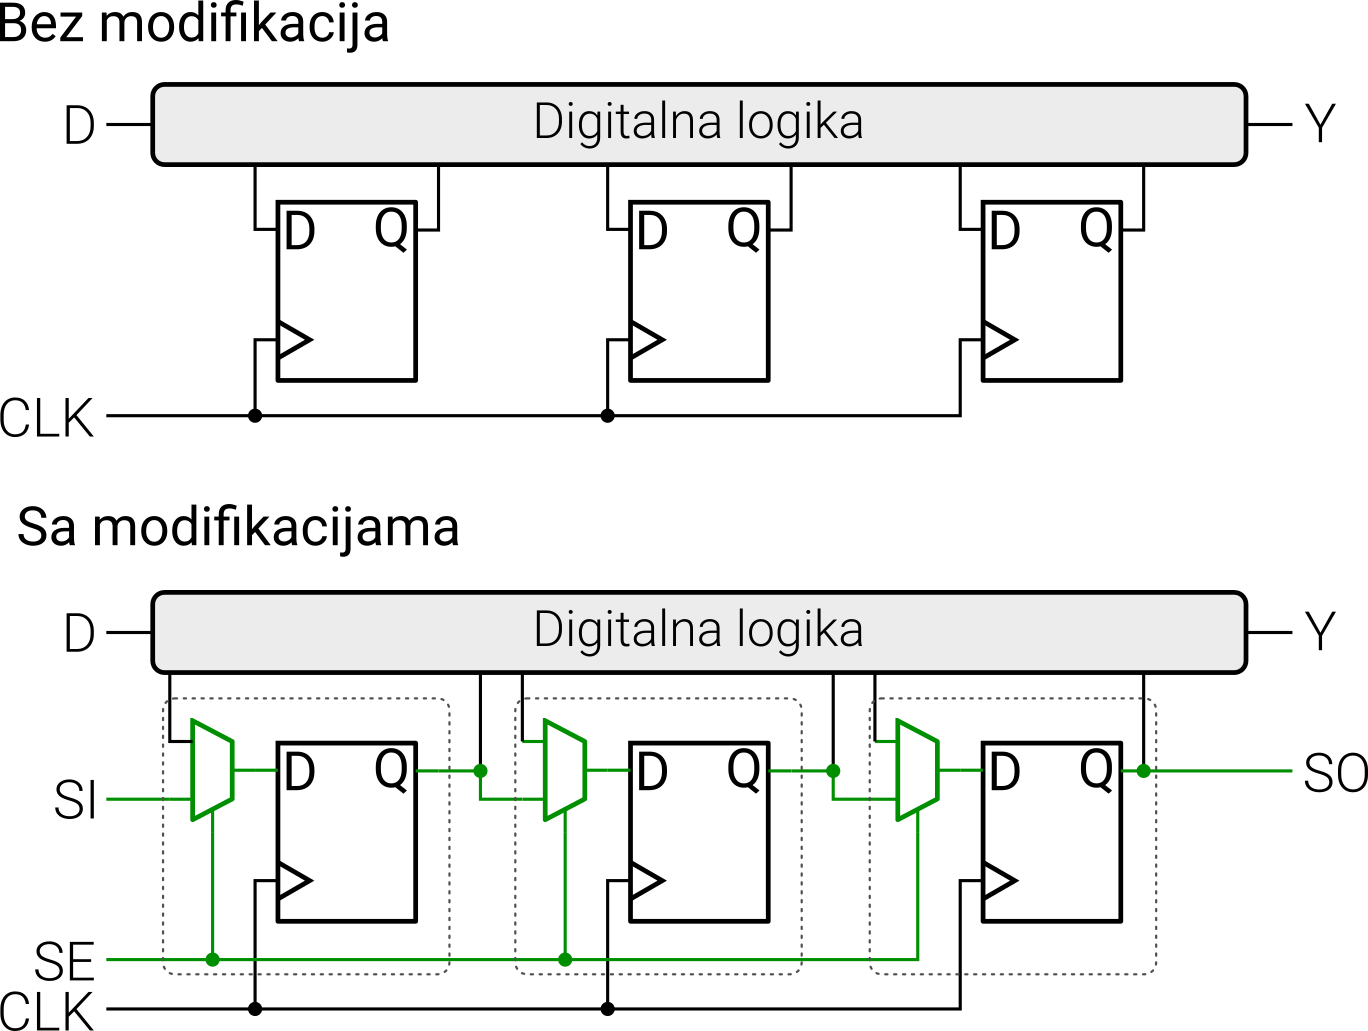 Bez modifikacija
D Digitalna logika Y
D Q D Q D Q
CLK
Sa modifikacijama
D Digitalna logika Y
D Q D Q D Q SO
SI
SE
CLK